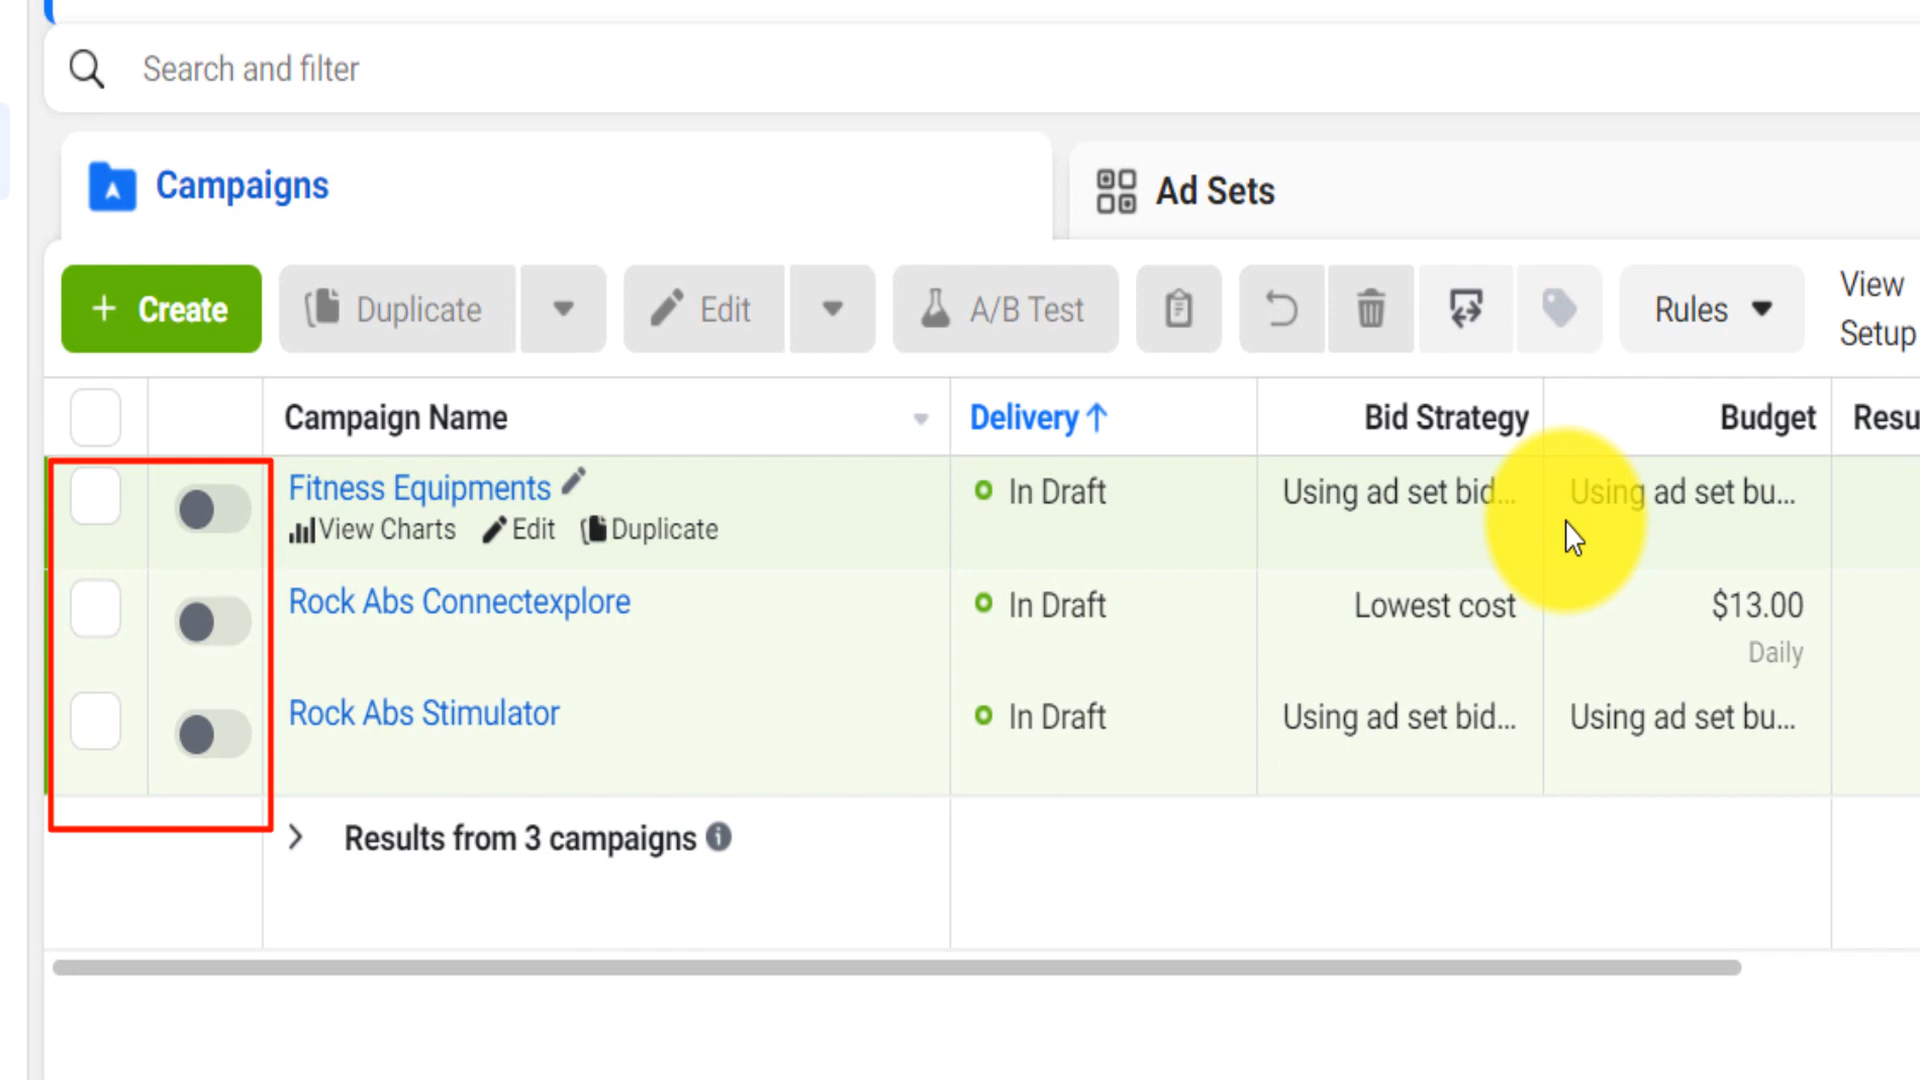 Search and filter
Campaigns
Ad Sets
+ Create
Duplicate
Edit
A/B Test
Rules
View
Setup
Campaign Name
Delivery ↑
Bid Strategy
Budget
Resu
Fitness Equipments
In Draft
Using ad set bid...
Using ad set bu...
View Charts
Edit
Duplicate
Rock Abs Connectexplore
In Draft
Lowest cost
$13.00
Daily
Rock Abs Stimulator
In Draft
Using ad set bid...
Using ad set bu...
Results from 3 campaigns